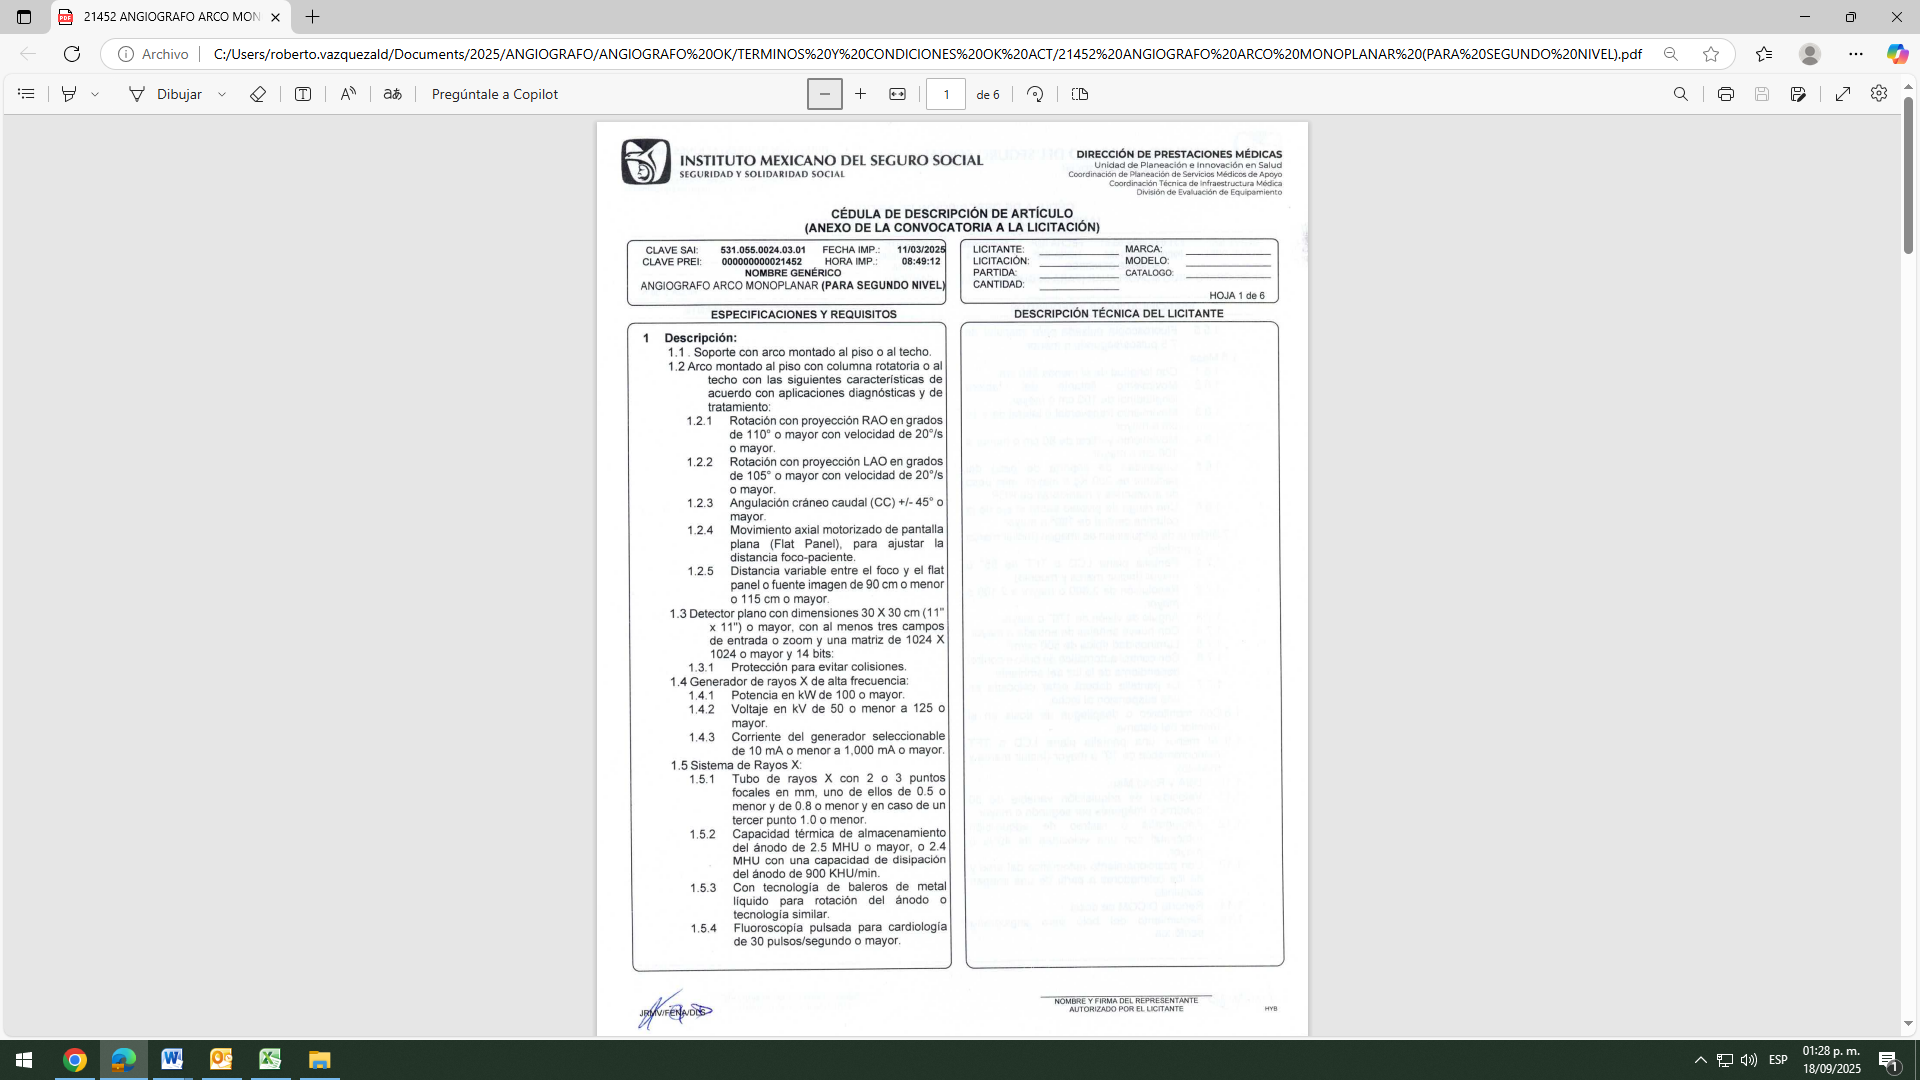 21452 ANGIOGRAFO ARCO MON
Archivo
C:/Users/roberto.vazquezald/Documents/2025/ANGIOGRAFO/ANGIOGRAFO%20OK/TERMINOS%20Y%20CONDICIONES%20OK%20ACT/21452%20ANGIOGRAFO%20ARCO%20MONOPLANAR%20(PARA%20SEGUNDO%20NIVEL).pdf
Dibujar
Pregúntale a Copilot
1 de 6
INSTITUTO MEXICANO DEL SEGURO SOCIAL
SEGURIDAD Y SOLIDARIDAD SOCIAL
DIRECCIÓN DE PRESTACIONES MÉDICAS
Unidad de Planeación e Innovación en Salud
Coordinación de Planeación de Servicios Médicos de Apoyo
Coordinación Técnica de Infraestructura Médica
División de Evaluación de Equipamiento
CÉDULA DE DESCRIPCIÓN DE ARTÍCULO
(ANEXO DE LA CONVOCATORIA A LA LICITACIÓN)
CLAVE SAI: 531.055.0024.03.01 FECHA IMP.: 11/03/2025
CLAVE PREI: 000000000021452 HORA IMP.: 08:49:12
NOMBRE GENÉRICO
ANGIOGRAFO ARCO MONOPLANAR (PARA SEGUNDO NIVEL)
LICITANTE: MARCA:
LICITACIÓN: MODELO:
PARTIDA: CATALOGO:
CANTIDAD:
HOJA 1 de 6
ESPECIFICACIONES Y REQUISITOS
DESCRIPCIÓN TÉCNICA DEL LICITANTE
1 Descripción:
1.1 . Soporte con arco montado al piso o al techo.
1.2 Arco montado al piso con columna rotatoria o al
techo con las siguientes características de
acuerdo con aplicaciones diagnósticas y de
tratamiento:
1.2.1 Rotación con proyección RAO en grados
de 110° o mayor con velocidad de 20°/s
o mayor.
1.2.2 Rotación con proyección LAO en grados
de 105° o mayor con velocidad de 20°/s
o mayor.
1.2.3 Angulación cráneo caudal (CC) +/- 45° o
mayor.
1.2.4 Movimiento axial motorizado de pantalla
plana (Flat Panel), para ajustar la
distancia foco-paciente.
1.2.5 Distancia variable entre el foco y el flat
panel o fuente imagen de 90 cm o menor
o 115 cm o mayor.
1.3 Detector plano con dimensiones 30 X 30 cm (11"
x 11") o mayor, con al menos tres campos
de entrada o zoom y una matriz de 1024 X
1024 o mayor y 14 bits:
1.3.1 Protección para evitar colisiones.
1.4 Generador de rayos X de alta frecuencia:
1.4.1 Potencia en kW de 100 o mayor.
1.4.2 Voltaje en kV de 50 o menor a 125 o
mayor.
1.4.3 Corriente del generador seleccionable
de 10 mA o menor a 1,000 mA o mayor.
1.5 Sistema de Rayos X:
1.5.1 Tubo de rayos X con 2 o 3 puntos
focales en mm, uno de ellos de 0.5 o
menor y de 0.8 o menor y en caso de un
tercer punto 1.0 o menor.
1.5.2 Capacidad térmica de almacenamiento
del ánodo de 2.5 MHU o mayor, o 2.4
MHU con una capacidad de disipación
del ánodo de 900 KHU/min.
1.5.3 Con tecnología de baleros de metal
líquido para rotación del ánodo o
tecnología similar.
1.5.4 Fluoroscopía pulsada para cardiología
de 30 pulsos/segundo o mayor.
JRMV/FENA/DLS
NOMBRE Y FIRMA DEL REPRESENTANTE
AUTORIZADO POR EL LICITANTE
HYB
ESP
01:28 p. m.
18/09/2025
1